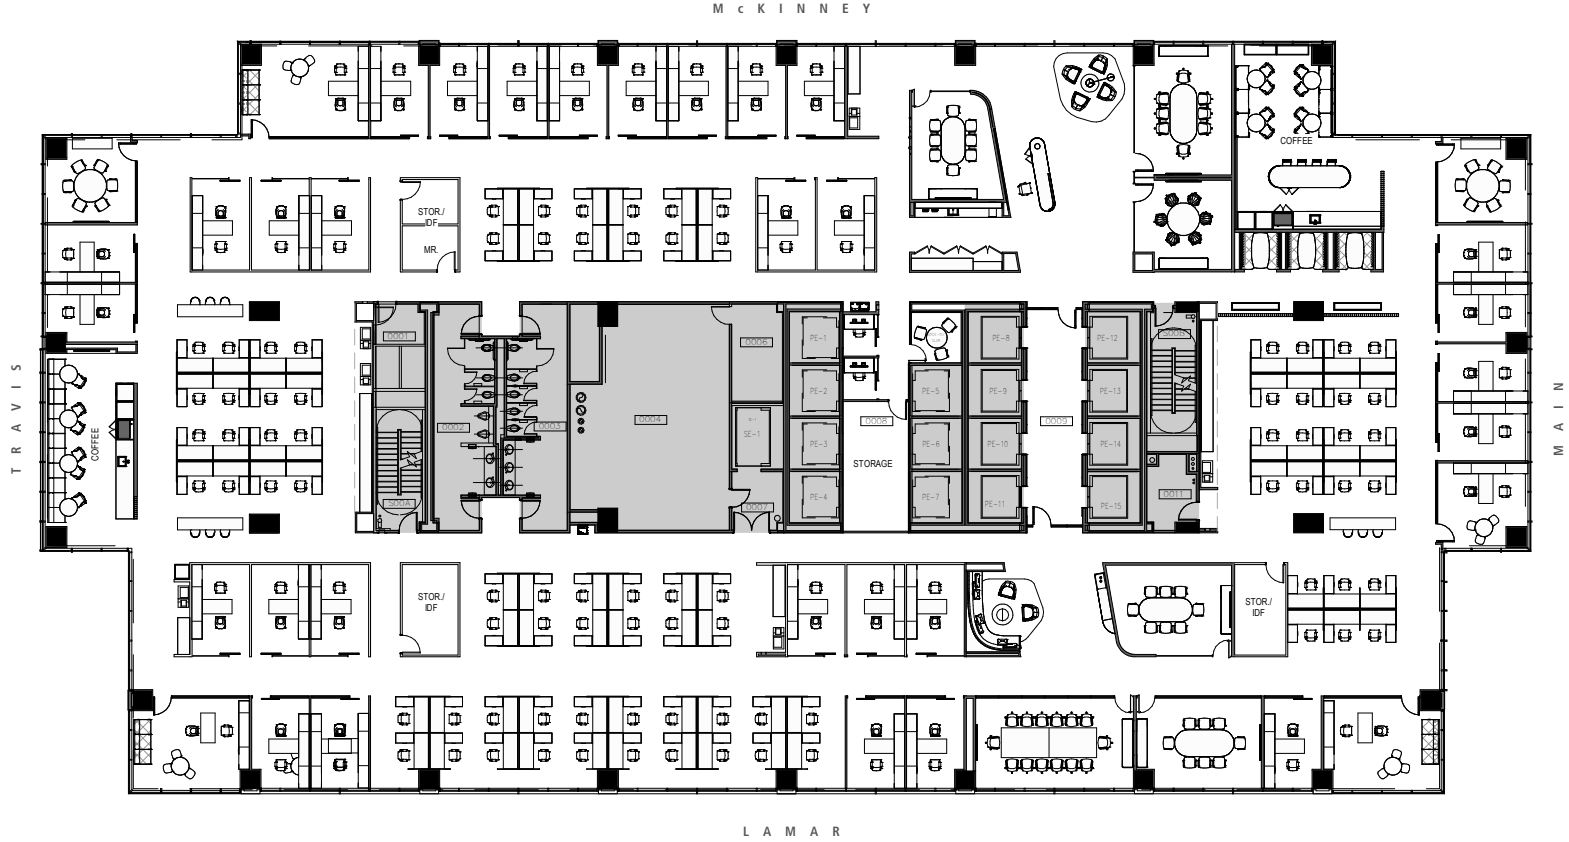 McKINNEY
COFFEE
STOR./
IDF
MR.
TRAVIS
COFFEE
0001
0002
0003
0004
0006
SE-1
0007
PE-1
PE-2
PE-3
PE-4
0008
STORAGE
PE-5
PE-6
PE-7
PE-8
PE-9
PE-10
PE-11
0009
PE-12
PE-13
PE-14
PE-15
0011
MAIN
STOR./
IDF
STOR./
IDF
LAMAR